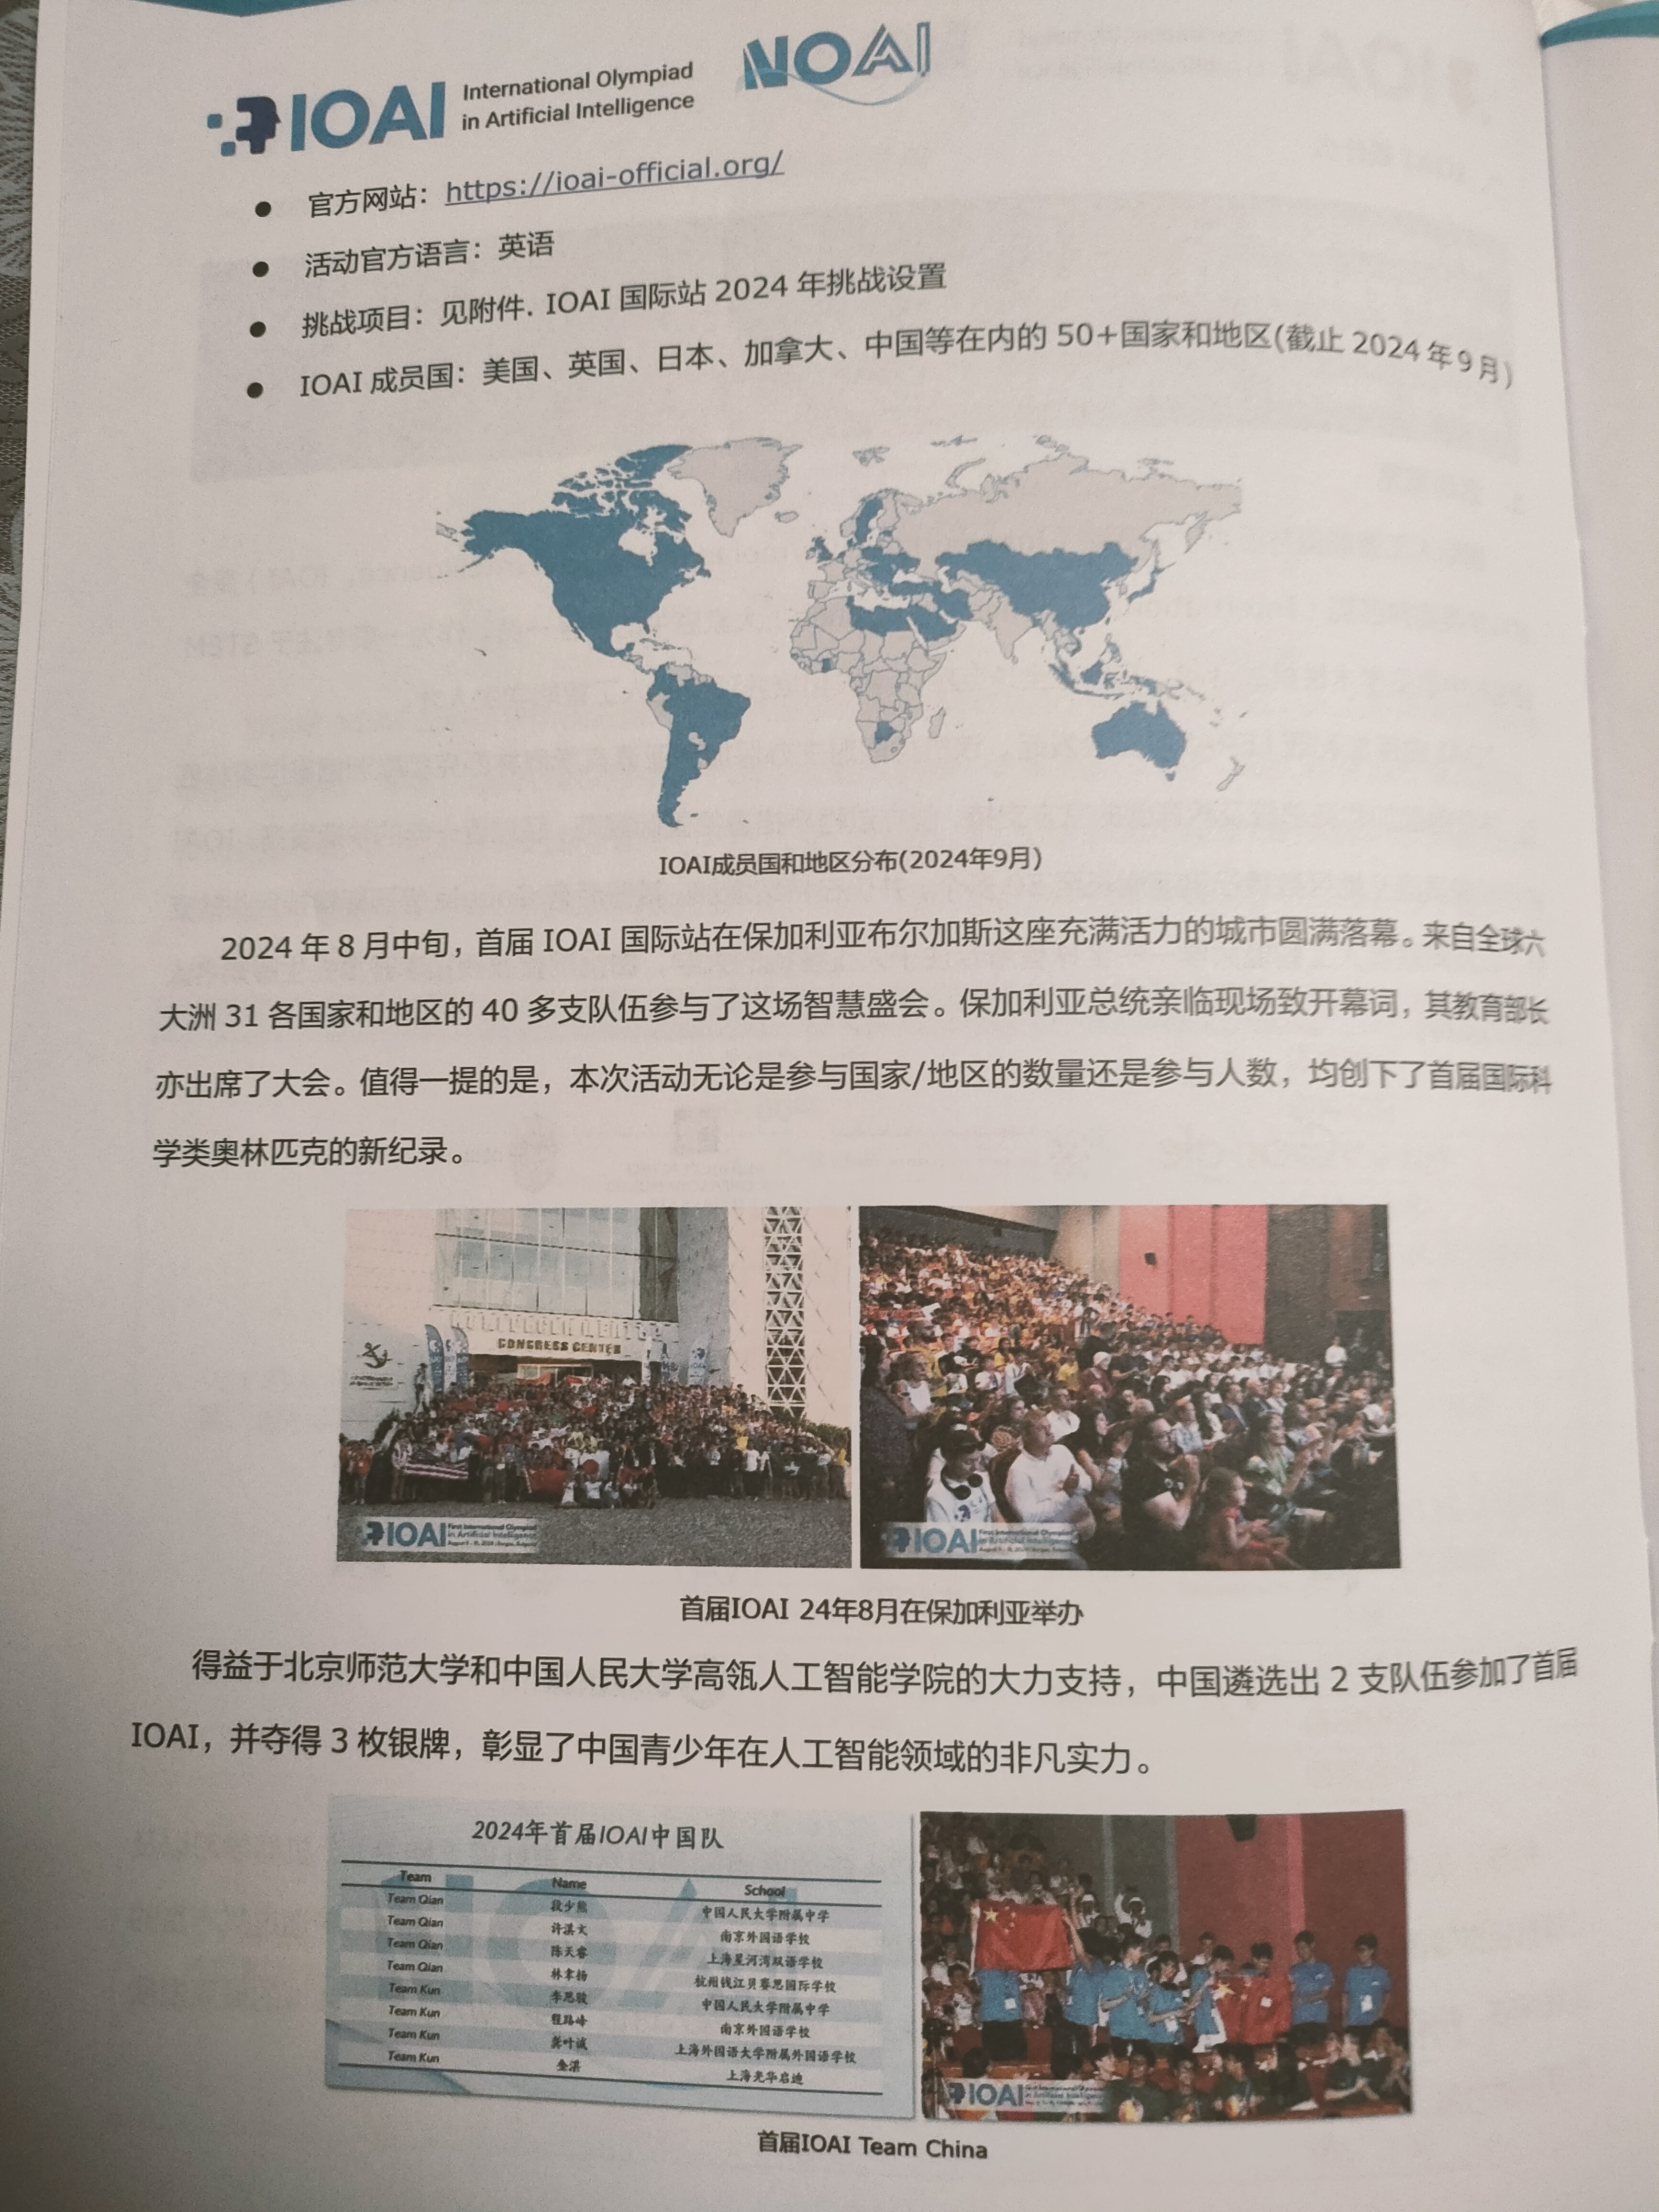 IOAI International Olympiad
in Artificial Intelligence
NOAI
● 官方网站：https://ioai-official.org/
● 活动官方语言：英语
● 挑战项目：见附件. IOAI 国际站 2024 年挑战设置
● IOAI 成员国：美国、英国、日本、加拿大、中国等在内的 50+国家和地区(截止 2024 年 9 月)
IOAI成员国和地区分布(2024年9月)
2024 年 8 月中旬，首届 IOAI 国际站在保加利亚布尔加斯这座充满活力的城市圆满落幕。来自全球六
大洲 31 各国家和地区的 40 多支队伍参与了这场智慧盛会。保加利亚总统亲临现场致开幕词，其教育部长
亦出席了大会。值得一提的是，本次活动无论是参与国家/地区的数量还是参与人数，均创下了首届国际科
学类奥林匹克的新纪录。
CONGRESS CENTER
IOAI First International Olympiad
in Artificial Intelligence
IOAI First International Olympiad
in Artificial Intelligence
首届IOAI 24年8月在保加利亚举办
得益于北京师范大学和中国人民大学高瓴人工智能学院的大力支持，中国遴选出 2 支队伍参加了首届
IOAI，并夺得 3 枚银牌，彰显了中国青少年在人工智能领域的非凡实力。
2024年首届IOAI中国队
Team Name School
Team Qian 段少熊 中国人民大学附属中学
Team Qian 许淇文 南京外国语学校
Team Qian 陈天睿 上海星河湾双语学校
Team Qian 林聿扬 杭州钱江贝赛思国际学校
Team Kun 李思骏 中国人民大学附属中学
Team Kun 程路峰 南京外国语学校
Team Kun 龚叶诚 上海外国语大学附属外国语学校
Team Kun 金湛 上海光华启迪
IOAI
首届IOAI Team China